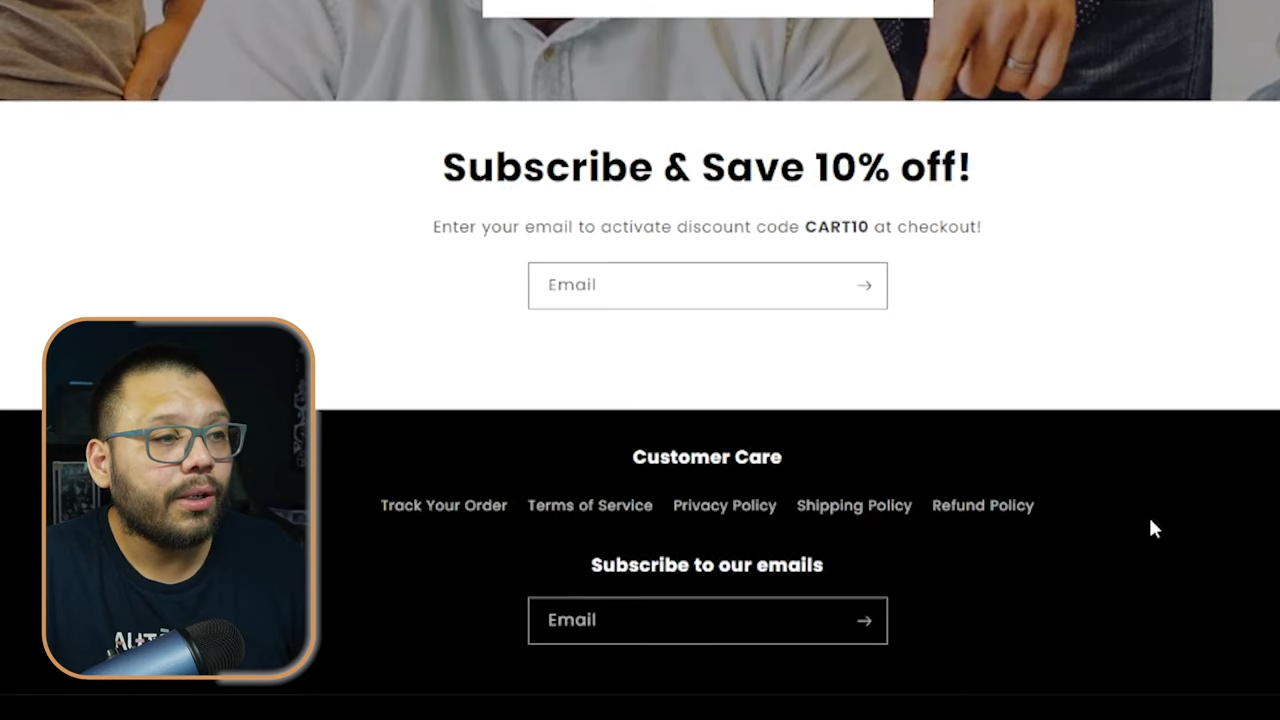 Subscribe & Save 10% off!
Enter your email to activate discount code CART10 at checkout!
Email
Customer Care
Track Your Order Terms of Service Privacy Policy Shipping Policy Refund Policy
Subscribe to our emails
Email